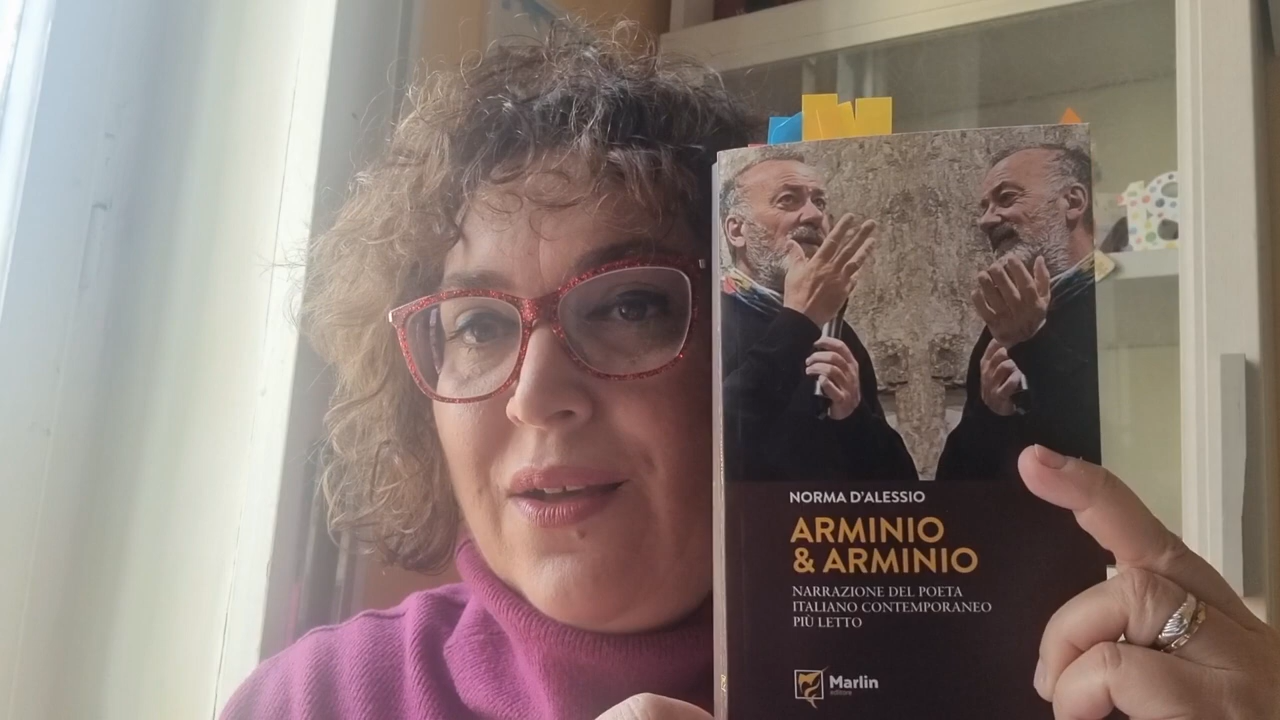 NORMA D'ALESSIO
ARMINIO
& ARMINIO
NARRAZIONE DEL POETA
ITALIANO CONTEMPORANEO
PIÙ LETTO
Marlin
editore